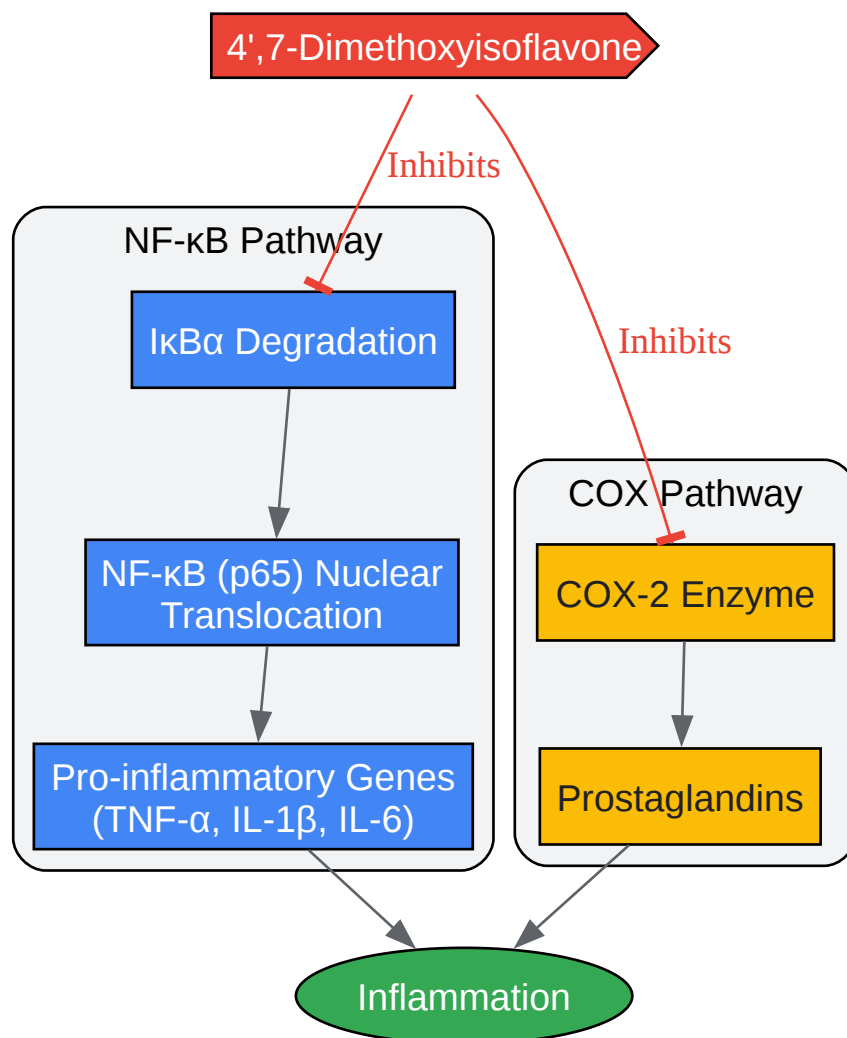 4',7-Dimethoxyisoflavone
Inhibits
NF-κB Pathway
IκBα Degradation
Inhibits
COX Pathway
NF-κB (p65) Nuclear
Translocation
COX-2 Enzyme
Pro-inflammatory Genes
(TNF-α, IL-1β, IL-6)
Prostaglandins
Inflammation